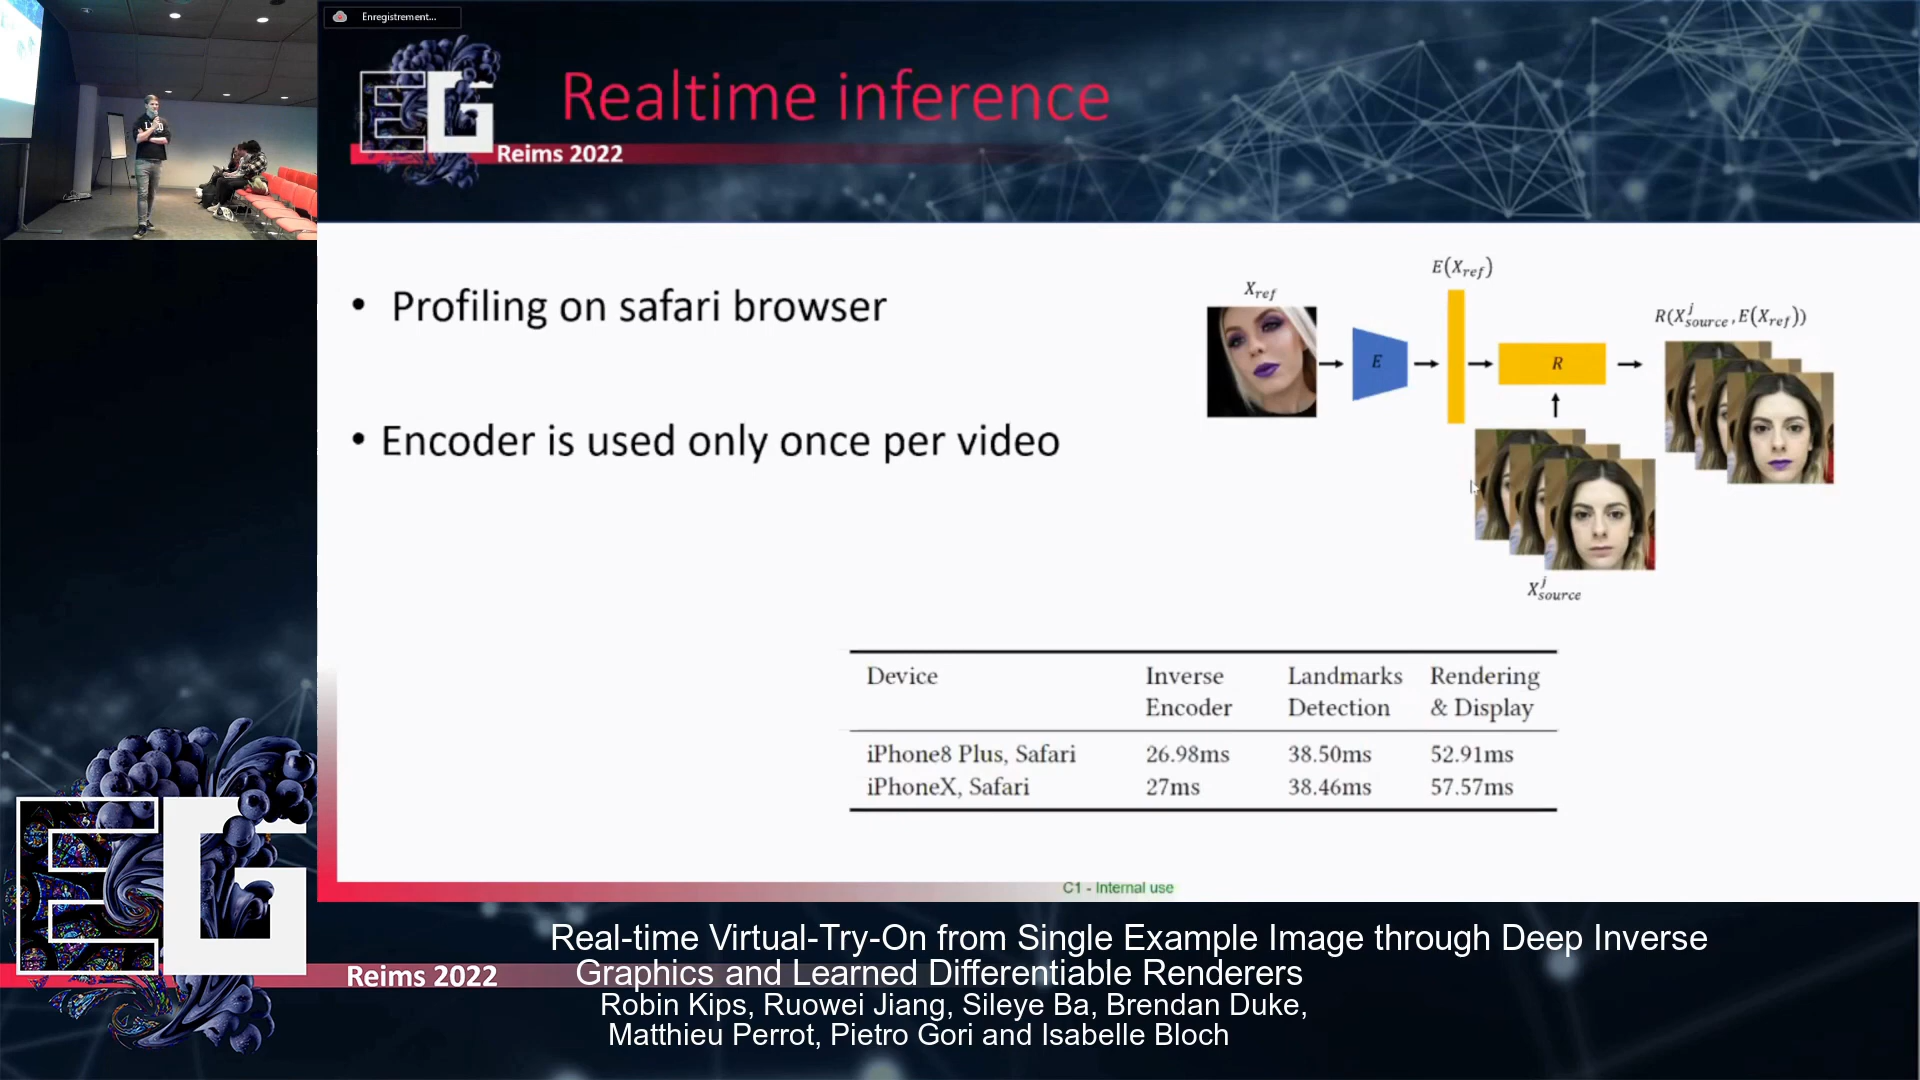 Enregistrement...
EG
Realtime inference
Reims 2022
• Profiling on safari browser
• Encoder is used only once per video
X_ref
E
E(X_ref)
R
R(X^j_source, E(X_ref))
X^j_source
Device Inverse Encoder Landmarks Detection Rendering & Display
iPhone8 Plus, Safari 26.98ms 38.50ms 52.91ms
iPhoneX, Safari 27ms 38.46ms 57.57ms
C1 - Internal use
EG
Reims 2022
Real-time Virtual-Try-On from Single Example Image through Deep Inverse
Graphics and Learned Differentiable Renderers
Robin Kips, Ruowei Jiang, Sileye Ba, Brendan Duke,
Matthieu Perrot, Pietro Gori and Isabelle Bloch